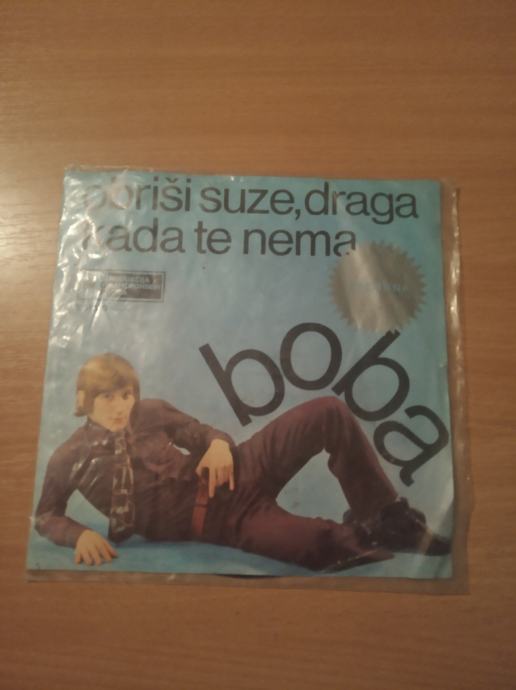 obriši suze, draga
kada te nema
boba